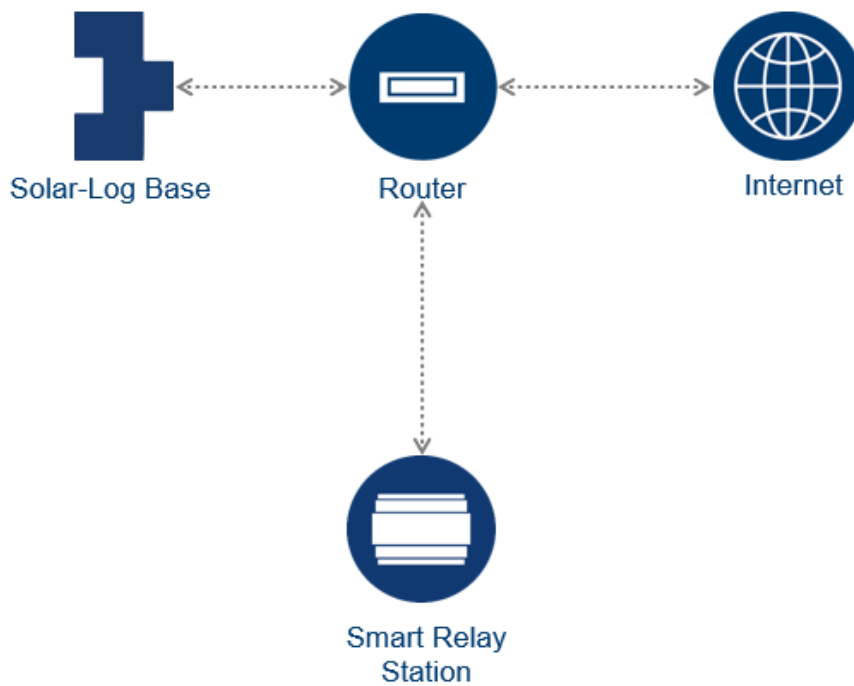 Solar-Log Base
Router
Internet
Smart Relay
Station